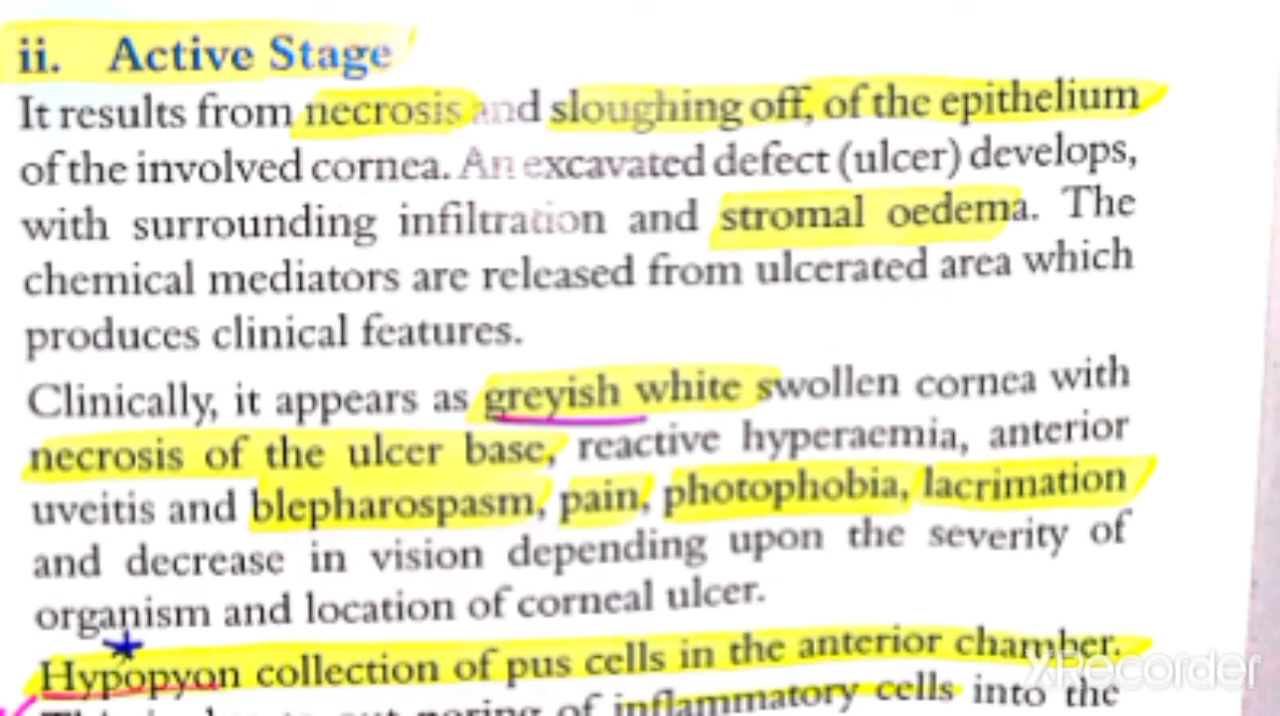 ii. Active Stage
It results from necrosis and sloughing off, of the epithelium
of the involved cornea. An excavated defect (ulcer) develops,
with surrounding infiltration and stromal oedema. The
chemical mediators are released from ulcerated area which
produces clinical features.
Clinically, it appears as greyish white swollen cornea with
necrosis of the ulcer base, reactive hyperaemia, anterior
uveitis and blepharospasm, pain, photophobia, lacrimation
and decrease in vision depending upon the severity of
organism and location of corneal ulcer.
Hypopyon collection of pus cells in the anterior chamber.
XRecorder
of inflammatory cells into the